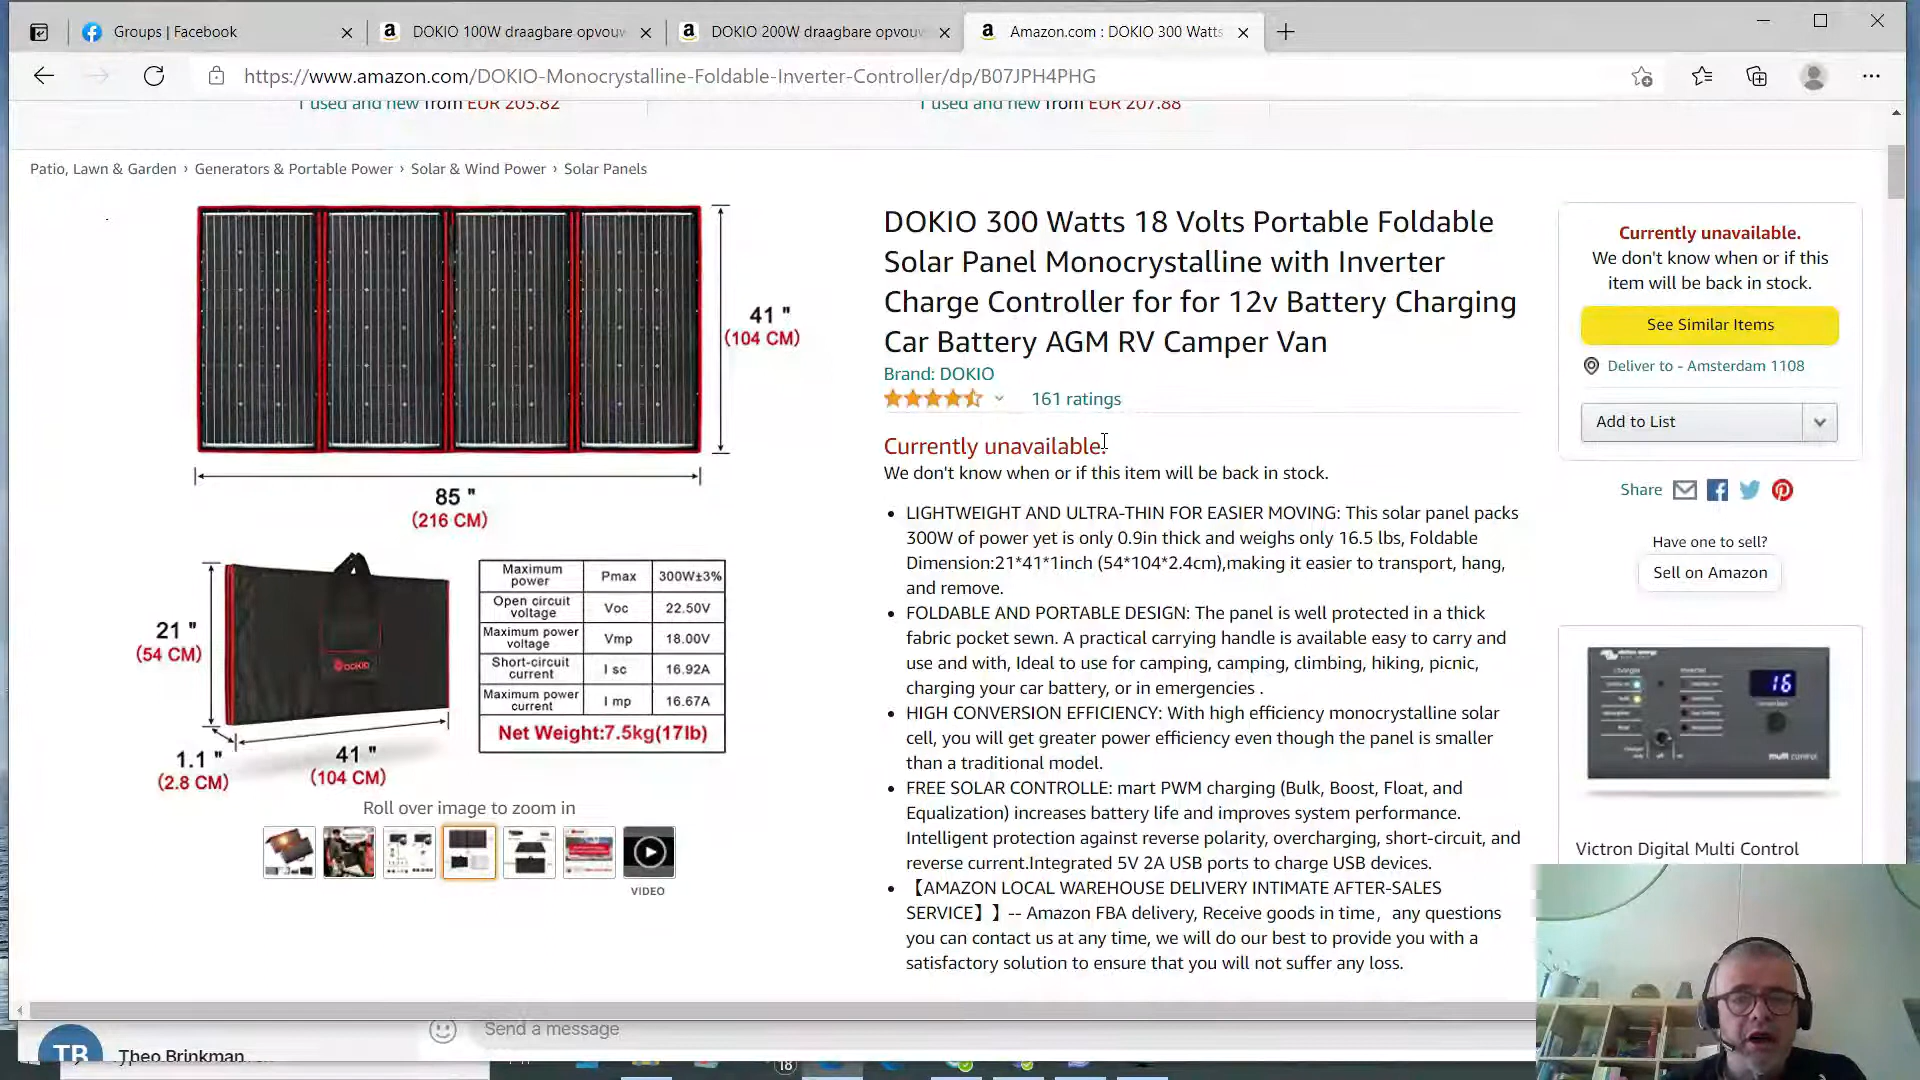 Groups | Facebook
DOKIO 100W draagbare opvouw
DOKIO 200W draagbare opvouw
Amazon.com : DOKIO 300 Watts
https://www.amazon.com/DOKIO-Monocrystalline-Foldable-Inverter-Controller/dp/B07JPH4PHG
1 used and new from EUR 203.82
1 used and new from EUR 207.88
Patio, Lawn & Garden › Generators & Portable Power › Solar & Wind Power › Solar Panels
41 "
(104 CM)
85 "
(216 CM)
21 "
(54 CM)
DOKIO
1.1 "
(2.8 CM)
41 "
(104 CM)
Maximum power Pmax 300W±3%
Open circuit voltage Voc 22.50V
Maximum power voltage Vmp 18.00V
Short-circuit current I sc 16.92A
Maximum power current I mp 16.67A
Net Weight:7.5kg(17lb)
Roll over image to zoom in
VIDEO
DOKIO 300 Watts 18 Volts Portable Foldable
Solar Panel Monocrystalline with Inverter
Charge Controller for for 12v Battery Charging
Car Battery AGM RV Camper Van
Brand: DOKIO
161 ratings
Currently unavailable.
We don't know when or if this item will be back in stock.
• LIGHTWEIGHT AND ULTRA-THIN FOR EASIER MOVING: This solar panel packs
300W of power yet is only 0.9in thick and weighs only 16.5 lbs, Foldable
Dimension:21*41*1inch (54*104*2.4cm),making it easier to transport, hang,
and remove.
• FOLDABLE AND PORTABLE DESIGN: The panel is well protected in a thick
fabric pocket sewn. A practical carrying handle is available easy to carry and
use and with, Ideal to use for camping, camping, climbing, hiking, picnic,
charging your car battery, or in emergencies .
• HIGH CONVERSION EFFICIENCY: With high efficiency monocrystalline solar
cell, you will get greater power efficiency even though the panel is smaller
than a traditional model.
• FREE SOLAR CONTROLLE: mart PWM charging (Bulk, Boost, Float, and
Equalization) increases battery life and improves system performance.
Intelligent protection against reverse polarity, overcharging, short-circuit, and
reverse current.Integrated 5V 2A USB ports to charge USB devices.
• 【AMAZON LOCAL WAREHOUSE DELIVERY INTIMATE AFTER-SALES
SERVICE】】-- Amazon FBA delivery, Receive goods in time，any questions
you can contact us at any time, we will do our best to provide you with a
satisfactory solution to ensure that you will not suffer any loss.
Currently unavailable.
We don't know when or if this
item will be back in stock.
See Similar Items
Deliver to - Amsterdam 1108
Add to List
Share
Have one to sell?
Sell on Amazon
16
multi control
Victron Digital Multi Control
TB
Theo Brinkman
Send a message
18